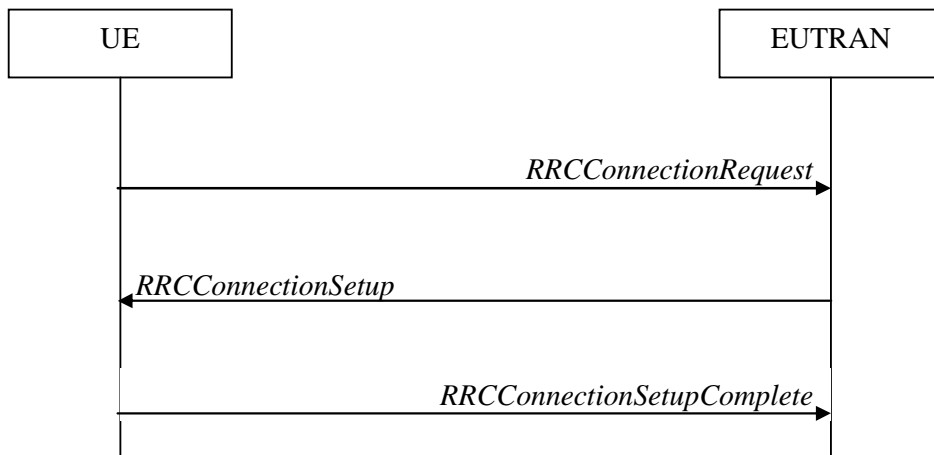 UE
EUTRAN
RRCConnectionRequest
RRCConnectionSetup
RRCConnectionSetupComplete